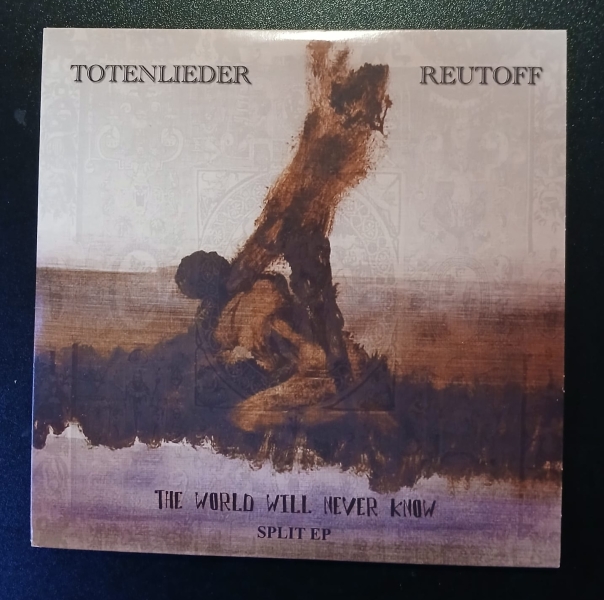 TOTENLIEDER REUTOFF
THE WORLD WILL NEVER KNOW
SPLIT EP